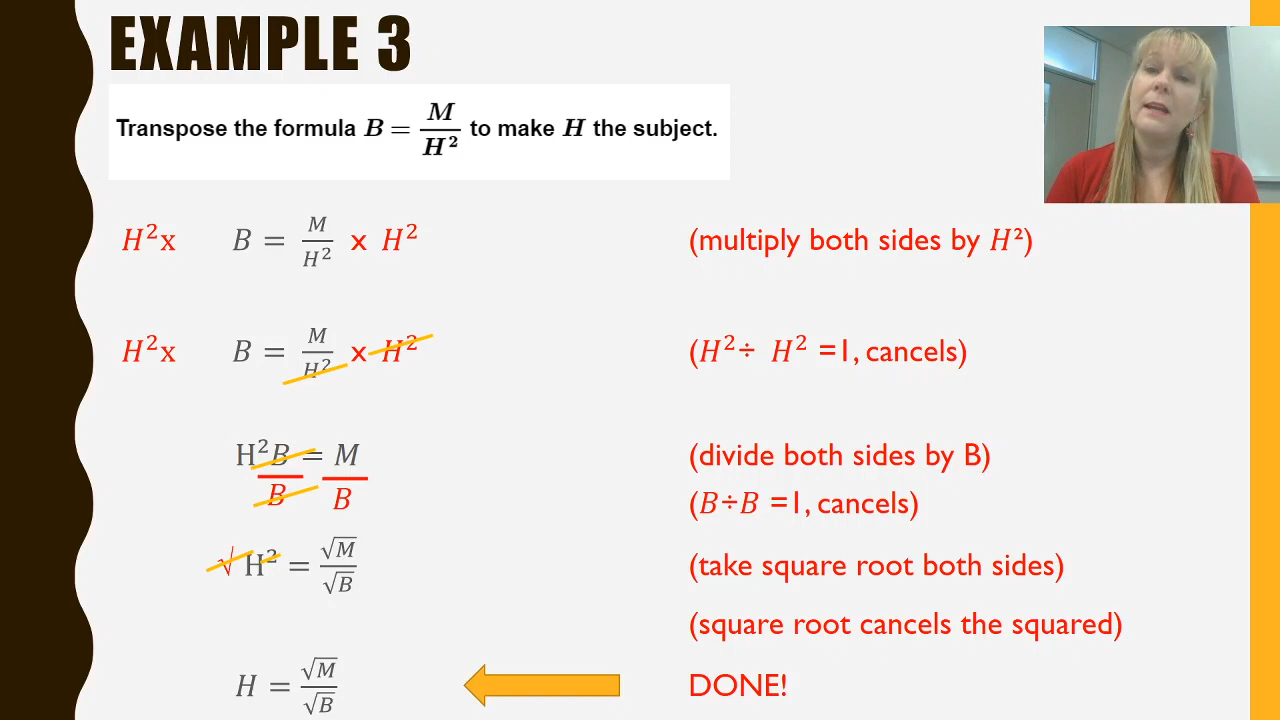 EXAMPLE 3
Transpose the formula B = M/H² to make H the subject.
H²x B = M/H² x H² (multiply both sides by H²)
H²x B = M/H² x H² (H²÷ H² =1, cancels)
H²B = M (divide both sides by B)
B B (B÷B =1, cancels)
√ H² = √M/√B (take square root both sides)
(square root cancels the squared)
H = √M/√B DONE!